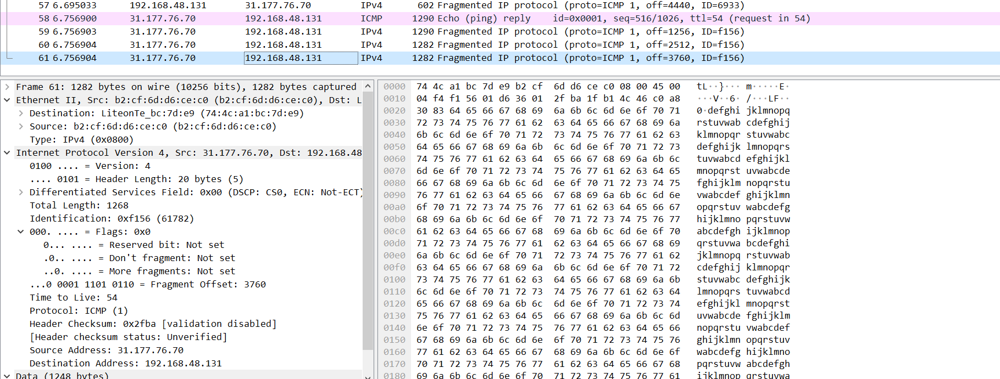 57 6.695033 192.168.48.131 31.177.76.70 IPv4 602 Fragmented IP protocol (proto=ICMP 1, off=4440, ID=6933)
58 6.756900 31.177.76.70 192.168.48.131 ICMP 1290 Echo (ping) reply id=0x0001, seq=516/1026, ttl=54 (request in 54)
59 6.756903 31.177.76.70 192.168.48.131 IPv4 1290 Fragmented IP protocol (proto=ICMP 1, off=1256, ID=f156)
60 6.756904 31.177.76.70 192.168.48.131 IPv4 1282 Fragmented IP protocol (proto=ICMP 1, off=2512, ID=f156)
61 6.756904 31.177.76.70 192.168.48.131 IPv4 1282 Fragmented IP protocol (proto=ICMP 1, off=3760, ID=f156)
Frame 61: 1282 bytes on wire (10256 bits), 1282 bytes captured
Ethernet II, Src: b2:cf:6d:d6:ce:c0 (b2:cf:6d:d6:ce:c0), Dst: L
Destination: LiteonTe_bc:7d:e9 (74:4c:a1:bc:7d:e9)
Source: b2:cf:6d:d6:ce:c0 (b2:cf:6d:d6:ce:c0)
Type: IPv4 (0x0800)
Internet Protocol Version 4, Src: 31.177.76.70, Dst: 192.168.48
0100 .... = Version: 4
.... 0101 = Header Length: 20 bytes (5)
Differentiated Services Field: 0x00 (DSCP: CS0, ECN: Not-ECT)
Total Length: 1268
Identification: 0xf156 (61782)
000. .... = Flags: 0x0
0... .... = Reserved bit: Not set
.0.. .... = Don't fragment: Not set
..0. .... = More fragments: Not set
...0 0001 1101 0110 = Fragment Offset: 3760
Time to Live: 54
Protocol: ICMP (1)
Header Checksum: 0x2fba [validation disabled]
[Header checksum status: Unverified]
Source Address: 31.177.76.70
Destination Address: 192.168.48.131
Data (1248 bytes)
0000 74 4c a1 bc 7d e9 b2 cf 6d d6 ce c0 08 00 45 00 tL··}··· m·····E·
0010 04 f4 f1 56 01 d6 36 01 2f ba 1f b1 4c 46 c0 a8 ···V··6· /···LF··
0020 30 83 64 65 66 67 68 69 6a 6b 6c 6d 6e 6f 70 71 0·defghi jklmnopq
0030 72 73 74 75 76 77 61 62 63 64 65 66 67 68 69 6a rstuvwab cdefghij
0040 6b 6c 6d 6e 6f 70 71 72 73 74 75 76 77 61 62 63 klmnopqr stuvwabc
0050 64 65 66 67 68 69 6a 6b 6c 6d 6e 6f 70 71 72 73 defghijk lmnopqrs
0060 74 75 76 77 61 62 63 64 65 66 67 68 69 6a 6b 6c tuvwabcd efghijkl
0070 6d 6e 6f 70 71 72 73 74 75 76 77 61 62 63 64 65 mnopqrst uvwabcde
0080 66 67 68 69 6a 6b 6c 6d 6e 6f 70 71 72 73 74 75 fghijklm nopqrstu
0090 76 77 61 62 63 64 65 66 67 68 69 6a 6b 6c 6d 6e vwabcdef ghijklmn
00a0 6f 70 71 72 73 74 75 76 77 61 62 63 64 65 66 67 opqrstuv wabcdefg
00b0 68 69 6a 6b 6c 6d 6e 6f 70 71 72 73 74 75 76 77 hijklmno pqrstuvw
00c0 61 62 63 64 65 66 67 68 69 6a 6b 6c 6d 6e 6f 70 abcdefgh ijklmnop
00d0 71 72 73 74 75 76 77 61 62 63 64 65 66 67 68 69 qrstuvwa bcdefghi
00e0 6a 6b 6c 6d 6e 6f 70 71 72 73 74 75 76 77 61 62 jklmnopq rstuvwab
00f0 63 64 65 66 67 68 69 6a 6b 6c 6d 6e 6f 70 71 72 cdefghij klmnopqr
0100 73 74 75 76 77 61 62 63 64 65 66 67 68 69 6a 6b stuvwabc defghijk
0110 6c 6d 6e 6f 70 71 72 73 74 75 76 77 61 62 63 64 lmnopqrs tuvwabcd
0120 65 66 67 68 69 6a 6b 6c 6d 6e 6f 70 71 72 73 74 efghijkl mnopqrst
0130 75 76 77 61 62 63 64 65 66 67 68 69 6a 6b 6c 6d uvwabcde fghijklm
0140 6e 6f 70 71 72 73 74 75 76 77 61 62 63 64 65 66 nopqrstu vwabcdef
0150 67 68 69 6a 6b 6c 6d 6e 6f 70 71 72 73 74 75 76 ghijklmn opqrstuv
0160 77 61 62 63 64 65 66 67 68 69 6a 6b 6c 6d 6e 6f wabcdefg hijklmno
0170 70 71 72 73 74 75 76 77 61 62 63 64 65 66 67 68 pqrstuvw abcdefgh
0180 69 6a 6b 6c 6d 6e 6f 70 71 72 73 74 75 76 77 61 ijklmnop qrstuvwa